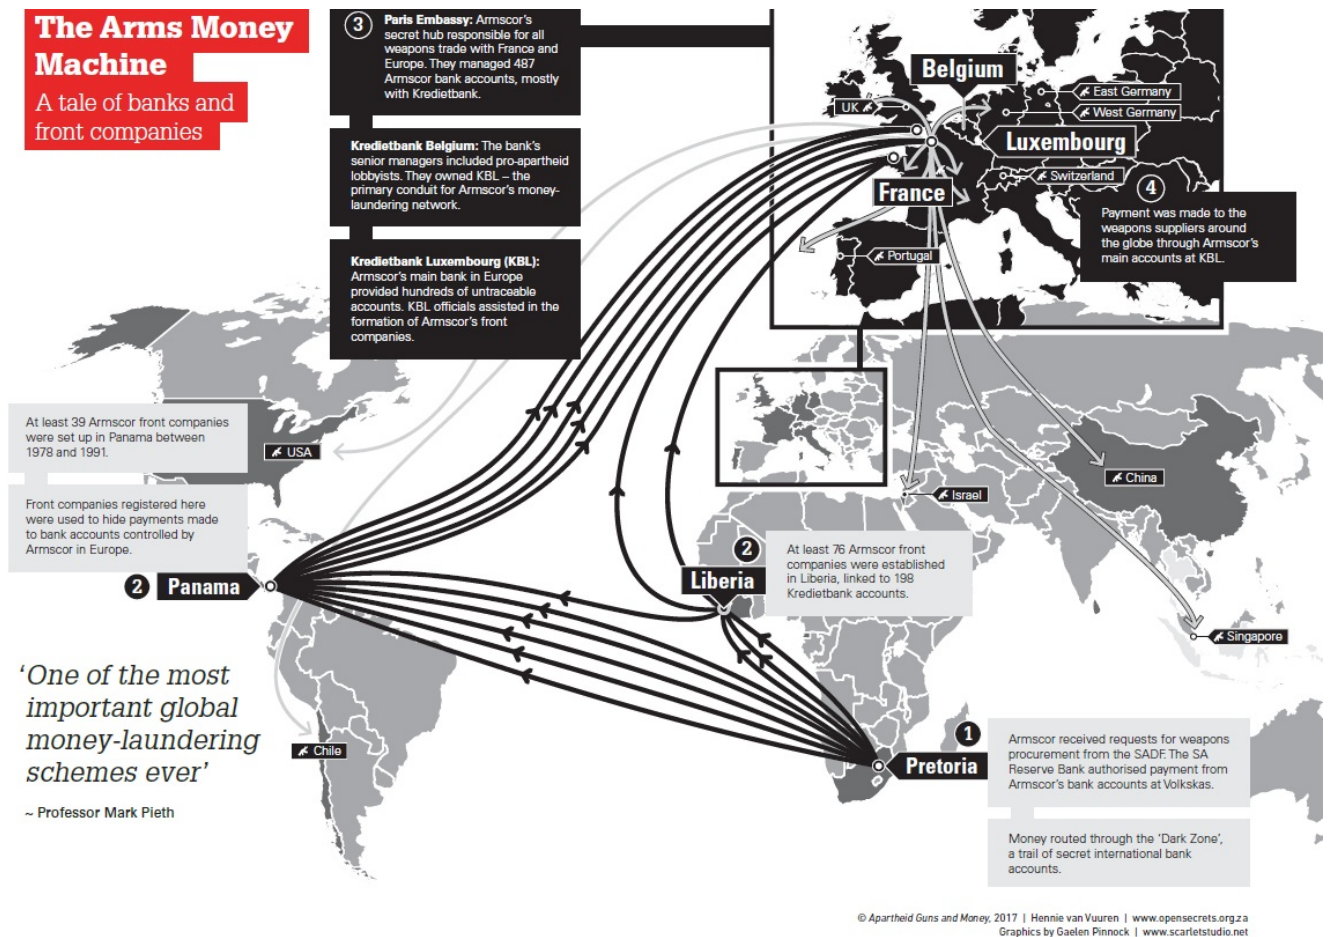 The Arms Money
Machine
A tale of banks and
front companies
3
Paris Embassy: Armscor's
secret hub responsible for all
weapons trade with France and
Europe. They managed 487
Armscor bank accounts, mostly
with Kredietbank.
Kredietbank Belgium: The bank's
senior managers included pro-apartheid
lobbyists. They owned KBL – the
primary conduit for Armscor's money-
laundering network.
Kredietbank Luxembourg (KBL):
Armscor's main bank in Europe
provided hundreds of untraceable
accounts. KBL officials assisted in the
formation of Armscor's front
companies.
Belgium
UK
East Germany
West Germany
Luxembourg
Switzerland
France
Portugal
4
Payment was made to the
weapons suppliers around
the globe through Armscor's
main accounts at KBL.
At least 39 Armscor front companies
were set up in Panama between
1978 and 1991.
USA
Front companies registered here
were used to hide payments made
to bank accounts controlled by
Armscor in Europe.
2 Panama
China
Israel
2
Liberia
At least 76 Armscor front
companies were established
in Liberia, linked to 198
Kredietbank accounts.
Singapore
'One of the most
important global
money-laundering
schemes ever'
~ Professor Mark Pieth
Chile
1
Pretoria
Armscor received requests for weapons
procurement from the SADF. The SA
Reserve Bank authorised payment from
Armscor's bank accounts at Volkskas.
Money routed through the 'Dark Zone',
a trail of secret international bank
accounts.
© Apartheid Guns and Money, 2017 | Hennie van Vuuren | www.opensecrets.org.za
Graphics by Gaelen Pinnock | www.scarletstudio.net